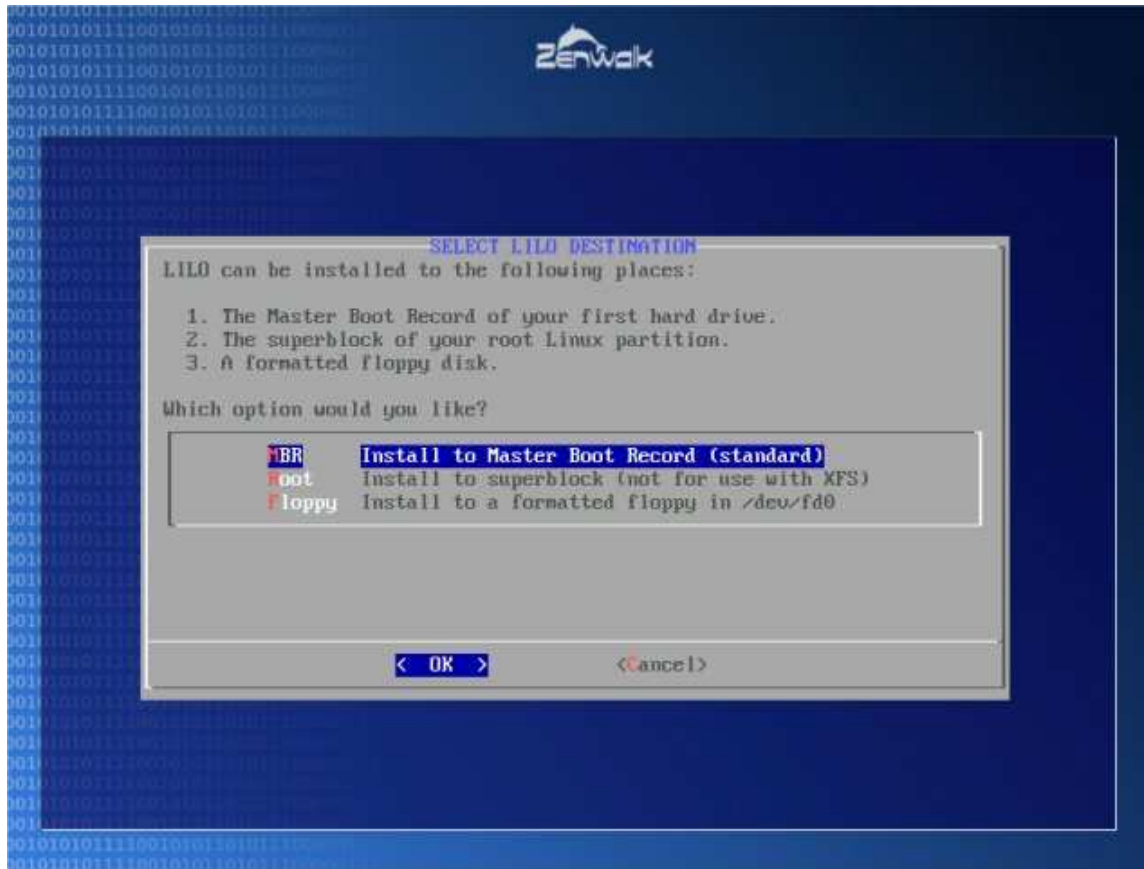 Zenwalk
SELECT LILO DESTINATION
LILO can be installed to the following places:
1. The Master Boot Record of your first hard drive.
2. The superblock of your root Linux partition.
3. A formatted floppy disk.
Which option would you like?
MBR Install to Master Boot Record (standard)
Root Install to superblock (not for use with XFS)
Floppy Install to a formatted floppy in /dev/fd0
< OK > <Cancel>